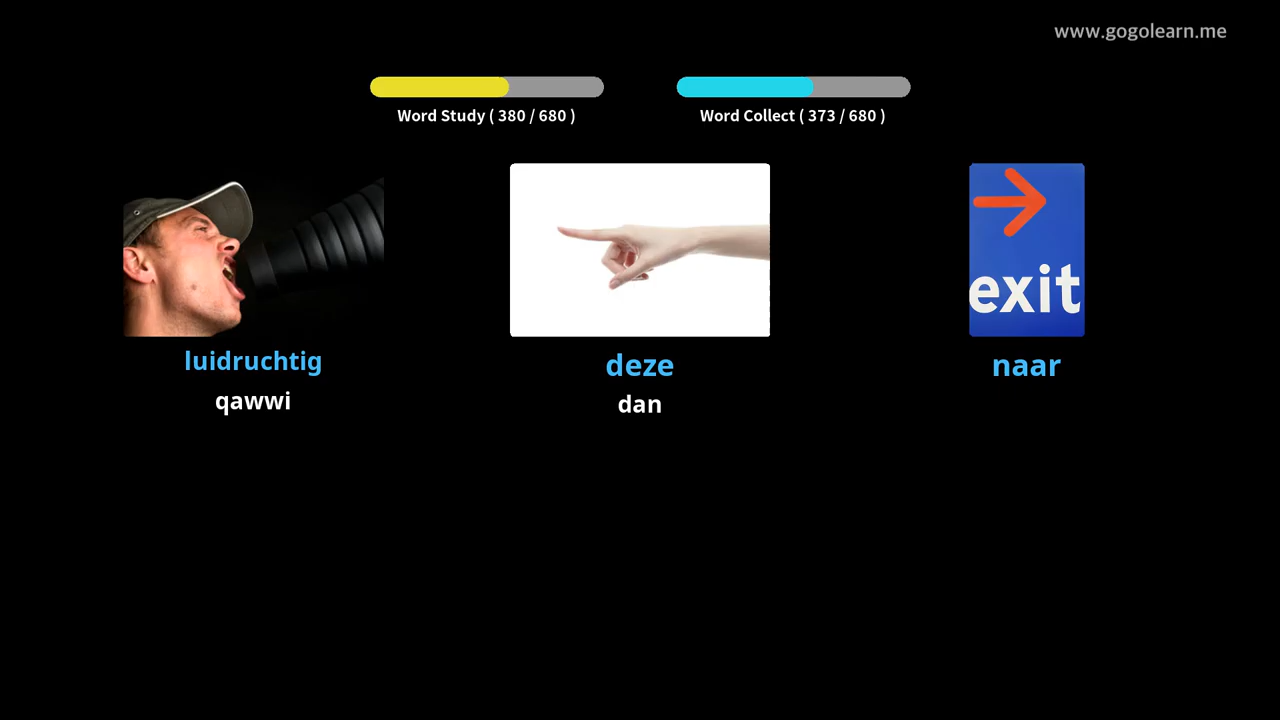 www.gogolearn.me
Word Study ( 380 / 680 )
Word Collect ( 373 / 680 )
exit
luidruchtig
deze
naar
qawwi
dan